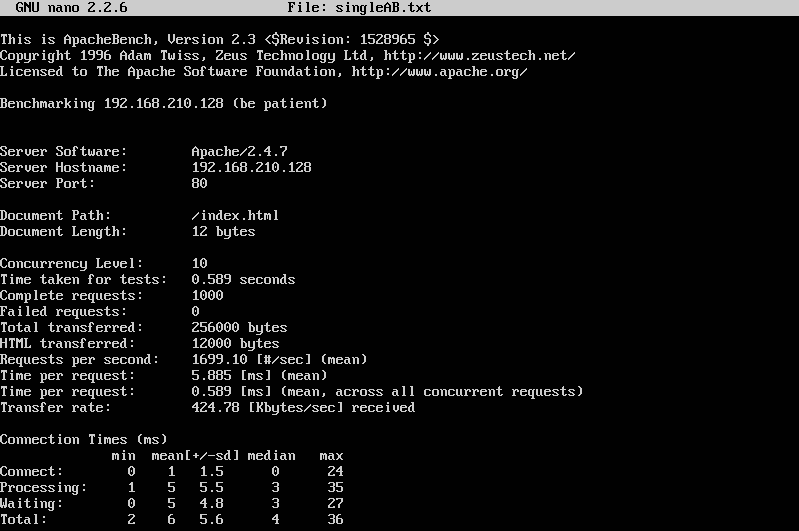 GNU nano 2.2.6 File: singleAB.txt
This is ApacheBench, Version 2.3 <$Revision: 1528965 $>
Copyright 1996 Adam Twiss, Zeus Technology Ltd, http://www.zeustech.net/
Licensed to The Apache Software Foundation, http://www.apache.org/
Benchmarking 192.168.210.128 (be patient)
Server Software: Apache/2.4.7
Server Hostname: 192.168.210.128
Server Port: 80
Document Path: /index.html
Document Length: 12 bytes
Concurrency Level: 10
Time taken for tests: 0.589 seconds
Complete requests: 1000
Failed requests: 0
Total transferred: 256000 bytes
HTML transferred: 12000 bytes
Requests per second: 1699.10 [#/sec] (mean)
Time per request: 5.885 [ms] (mean)
Time per request: 0.589 [ms] (mean, across all concurrent requests)
Transfer rate: 424.78 [Kbytes/sec] received
Connection Times (ms)
min mean[+/-sd] median max
Connect: 0 1 1.5 0 24
Processing: 1 5 5.5 3 35
Waiting: 0 5 4.8 3 27
Total: 2 6 5.6 4 36